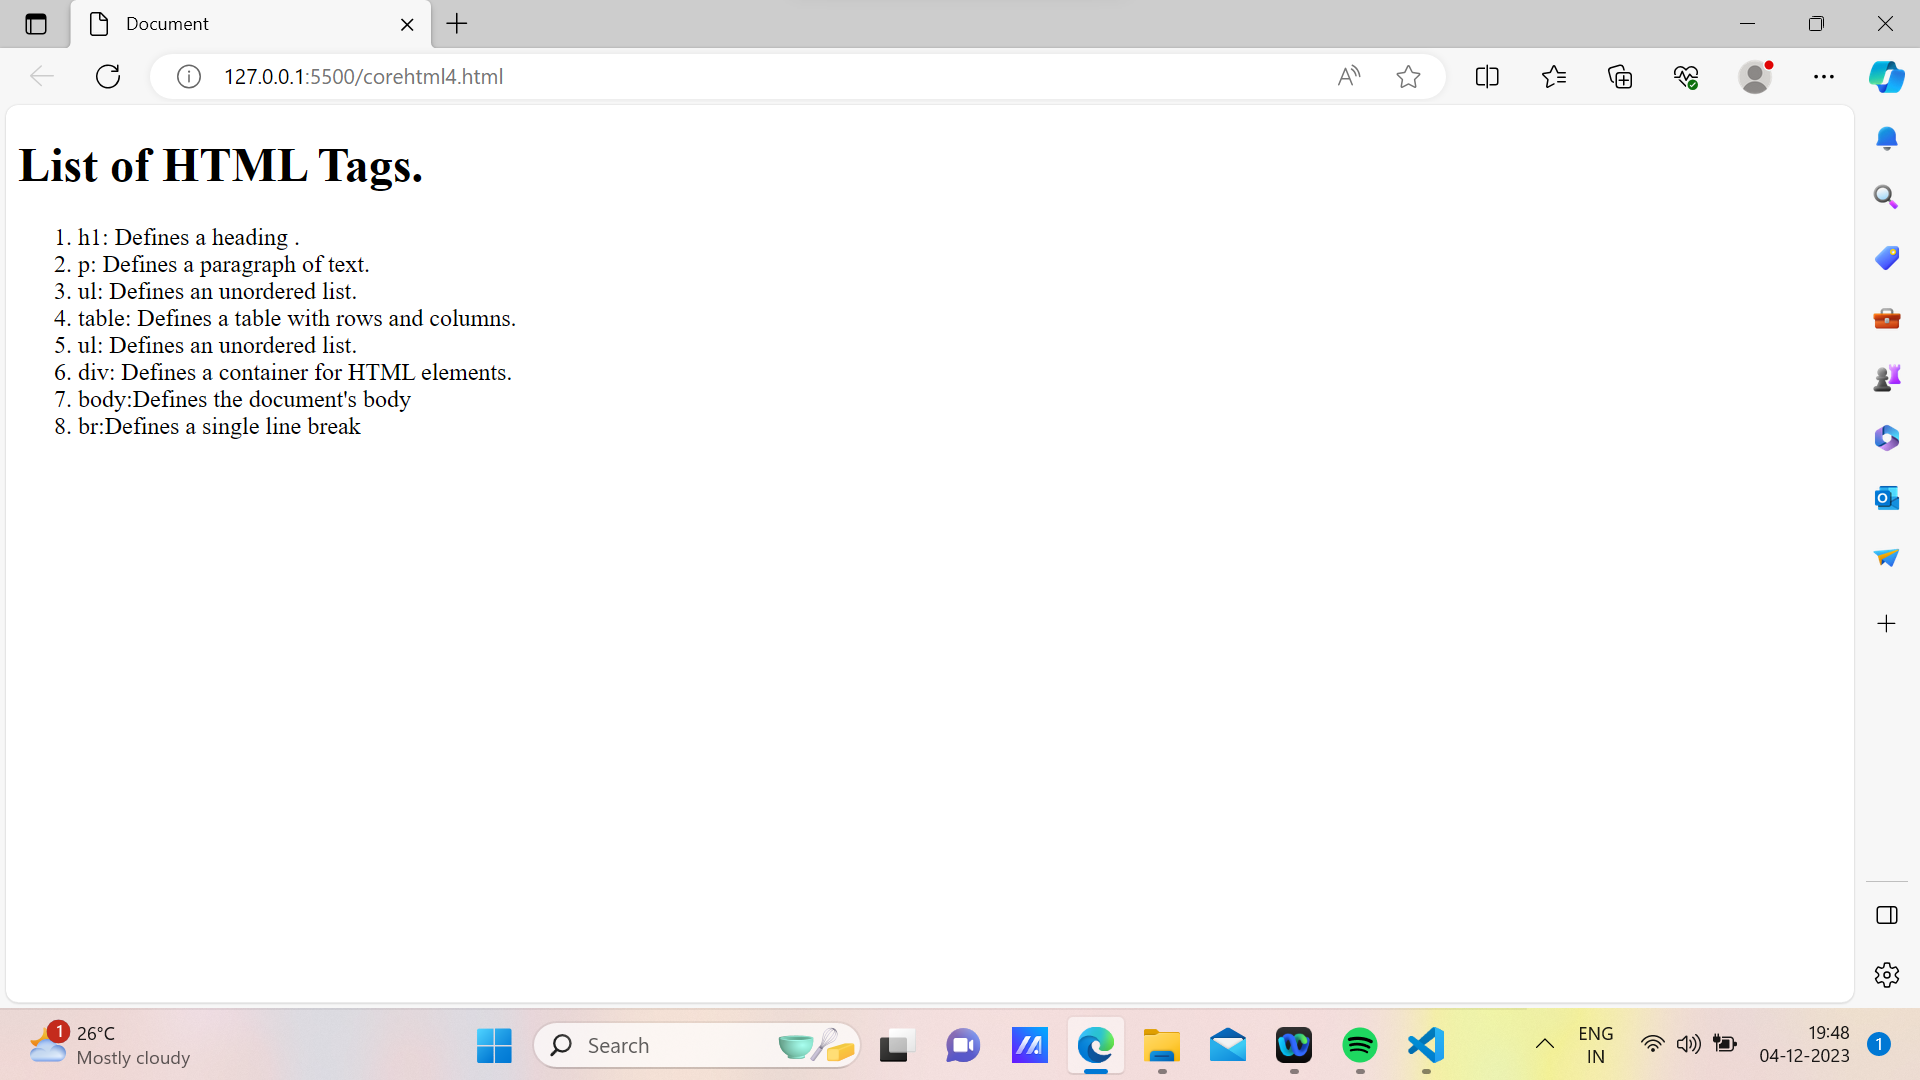 Document
127.0.0.1:5500/corehtml4.html
List of HTML Tags.
1. h1: Defines a heading .
2. p: Defines a paragraph of text.
3. ul: Defines an unordered list.
4. table: Defines a table with rows and columns.
5. ul: Defines an unordered list.
6. div: Defines a container for HTML elements.
7. body:Defines the document's body
8. br:Defines a single line break
1
26°C
Mostly cloudy
Search
ENG
IN
19:48
04-12-2023
1